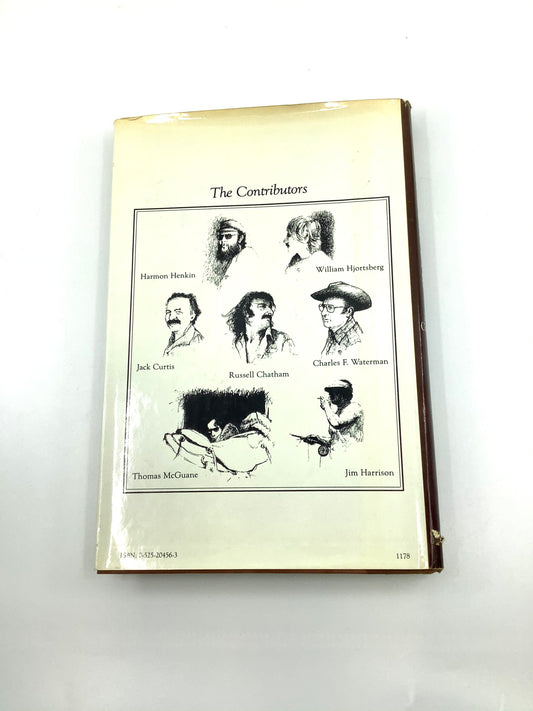 The Contributors
Harmon Henkin
William Hjortsberg
Jack Curtis
Russell Chatham
Charles F. Waterman
Thomas McGuane
Jim Harrison
ISBN: 0-525-20456-3
1178